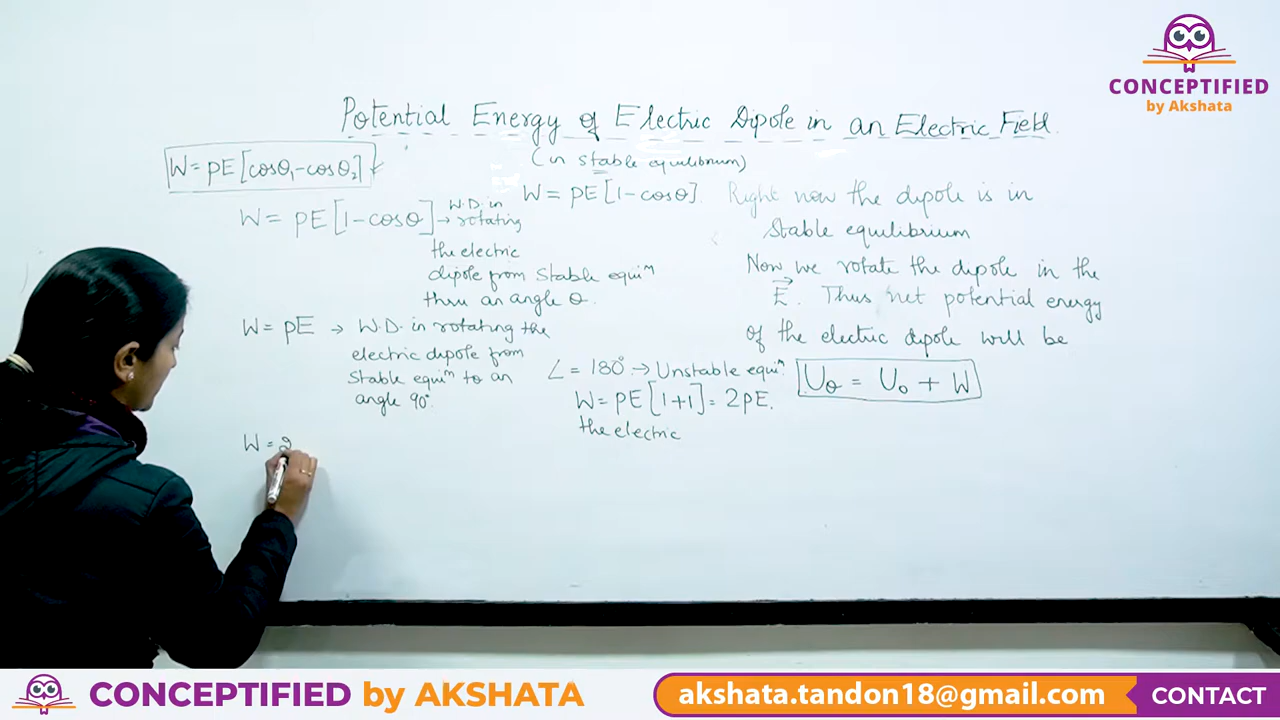 CONCEPTIFIED
by Akshata
Potential Energy of Electric Dipole in an Electric Field.
(in stable equilibrium)
W = pE[cosθ₁-cosθ₂]
W = pE[1-cosθ] → W.D. in
rotating
the electric
dipole from Stable equiᵐ
thru an angle θ.
W = pE → W.D. in rotating the
electric dipole from
Stable equiᵐ to an
angle 90°.
W = 2
W = pE[1-cosθ].
∠ = 180° → Unstable equiᵐ
W = pE[1+1] = 2pE.
the electric
Right now the dipole is in
Stable equilibrium
Now we rotate the dipole in the
E⃗. Thus net potential energy
of the electric dipole will be
Uθ = U₀ + W
CONCEPTIFIED by AKSHATA
akshata.tandon18@gmail.com
CONTACT